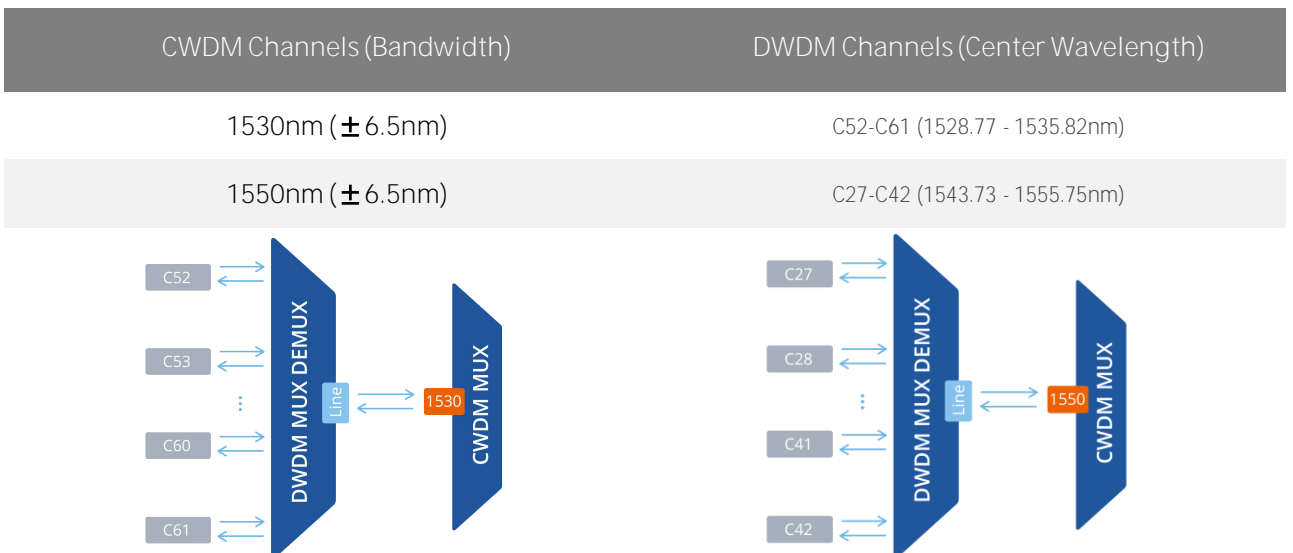 CWDM Channels (Bandwidth) DWDM Channels (Center Wavelength)
1530nm (±6.5nm) C52-C61 (1528.77 - 1535.82nm)
1550nm (±6.5nm) C27-C42 (1543.73 - 1555.75nm)
C52
C53
⋮
C60
C61
DWDM MUX DEMUX
Line
1530
CWDM MUX
C27
C28
⋮
C41
C42
DWDM MUX DEMUX
Line
1550
CWDM MUX